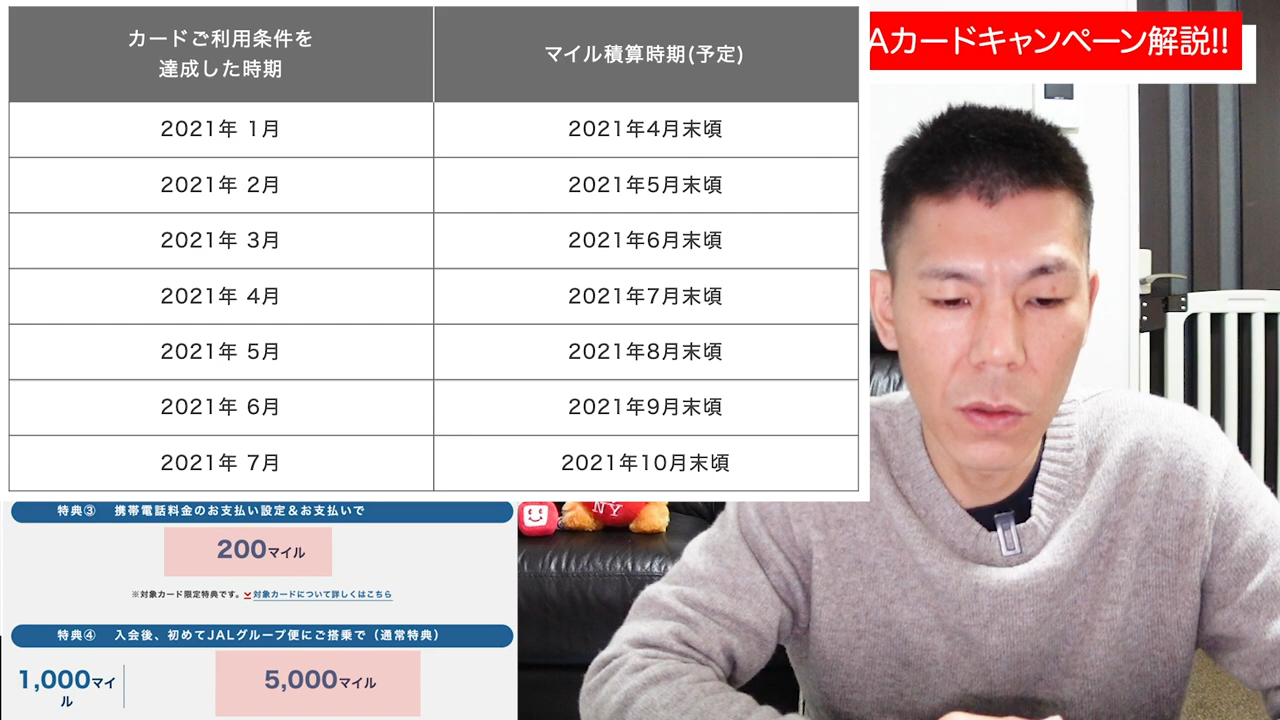 カードご利用条件を
達成した時期
マイル積算時期(予定)
2021年 1月
2021年4月末頃
2021年 2月
2021年5月末頃
2021年 3月
2021年6月末頃
2021年 4月
2021年7月末頃
2021年 5月
2021年8月末頃
2021年 6月
2021年9月末頃
2021年 7月
2021年10月末頃
Aカードキャンペーン解説!!
特典③ 携帯電話料金のお支払い設定&お支払いで
200マイル
※対象カード限定特典です。 対象カードについて詳しくはこちら
特典④ 入会後、初めてJALグループ便にご搭乗で(通常特典)
1,000マイ
ル
5,000マイル
NY